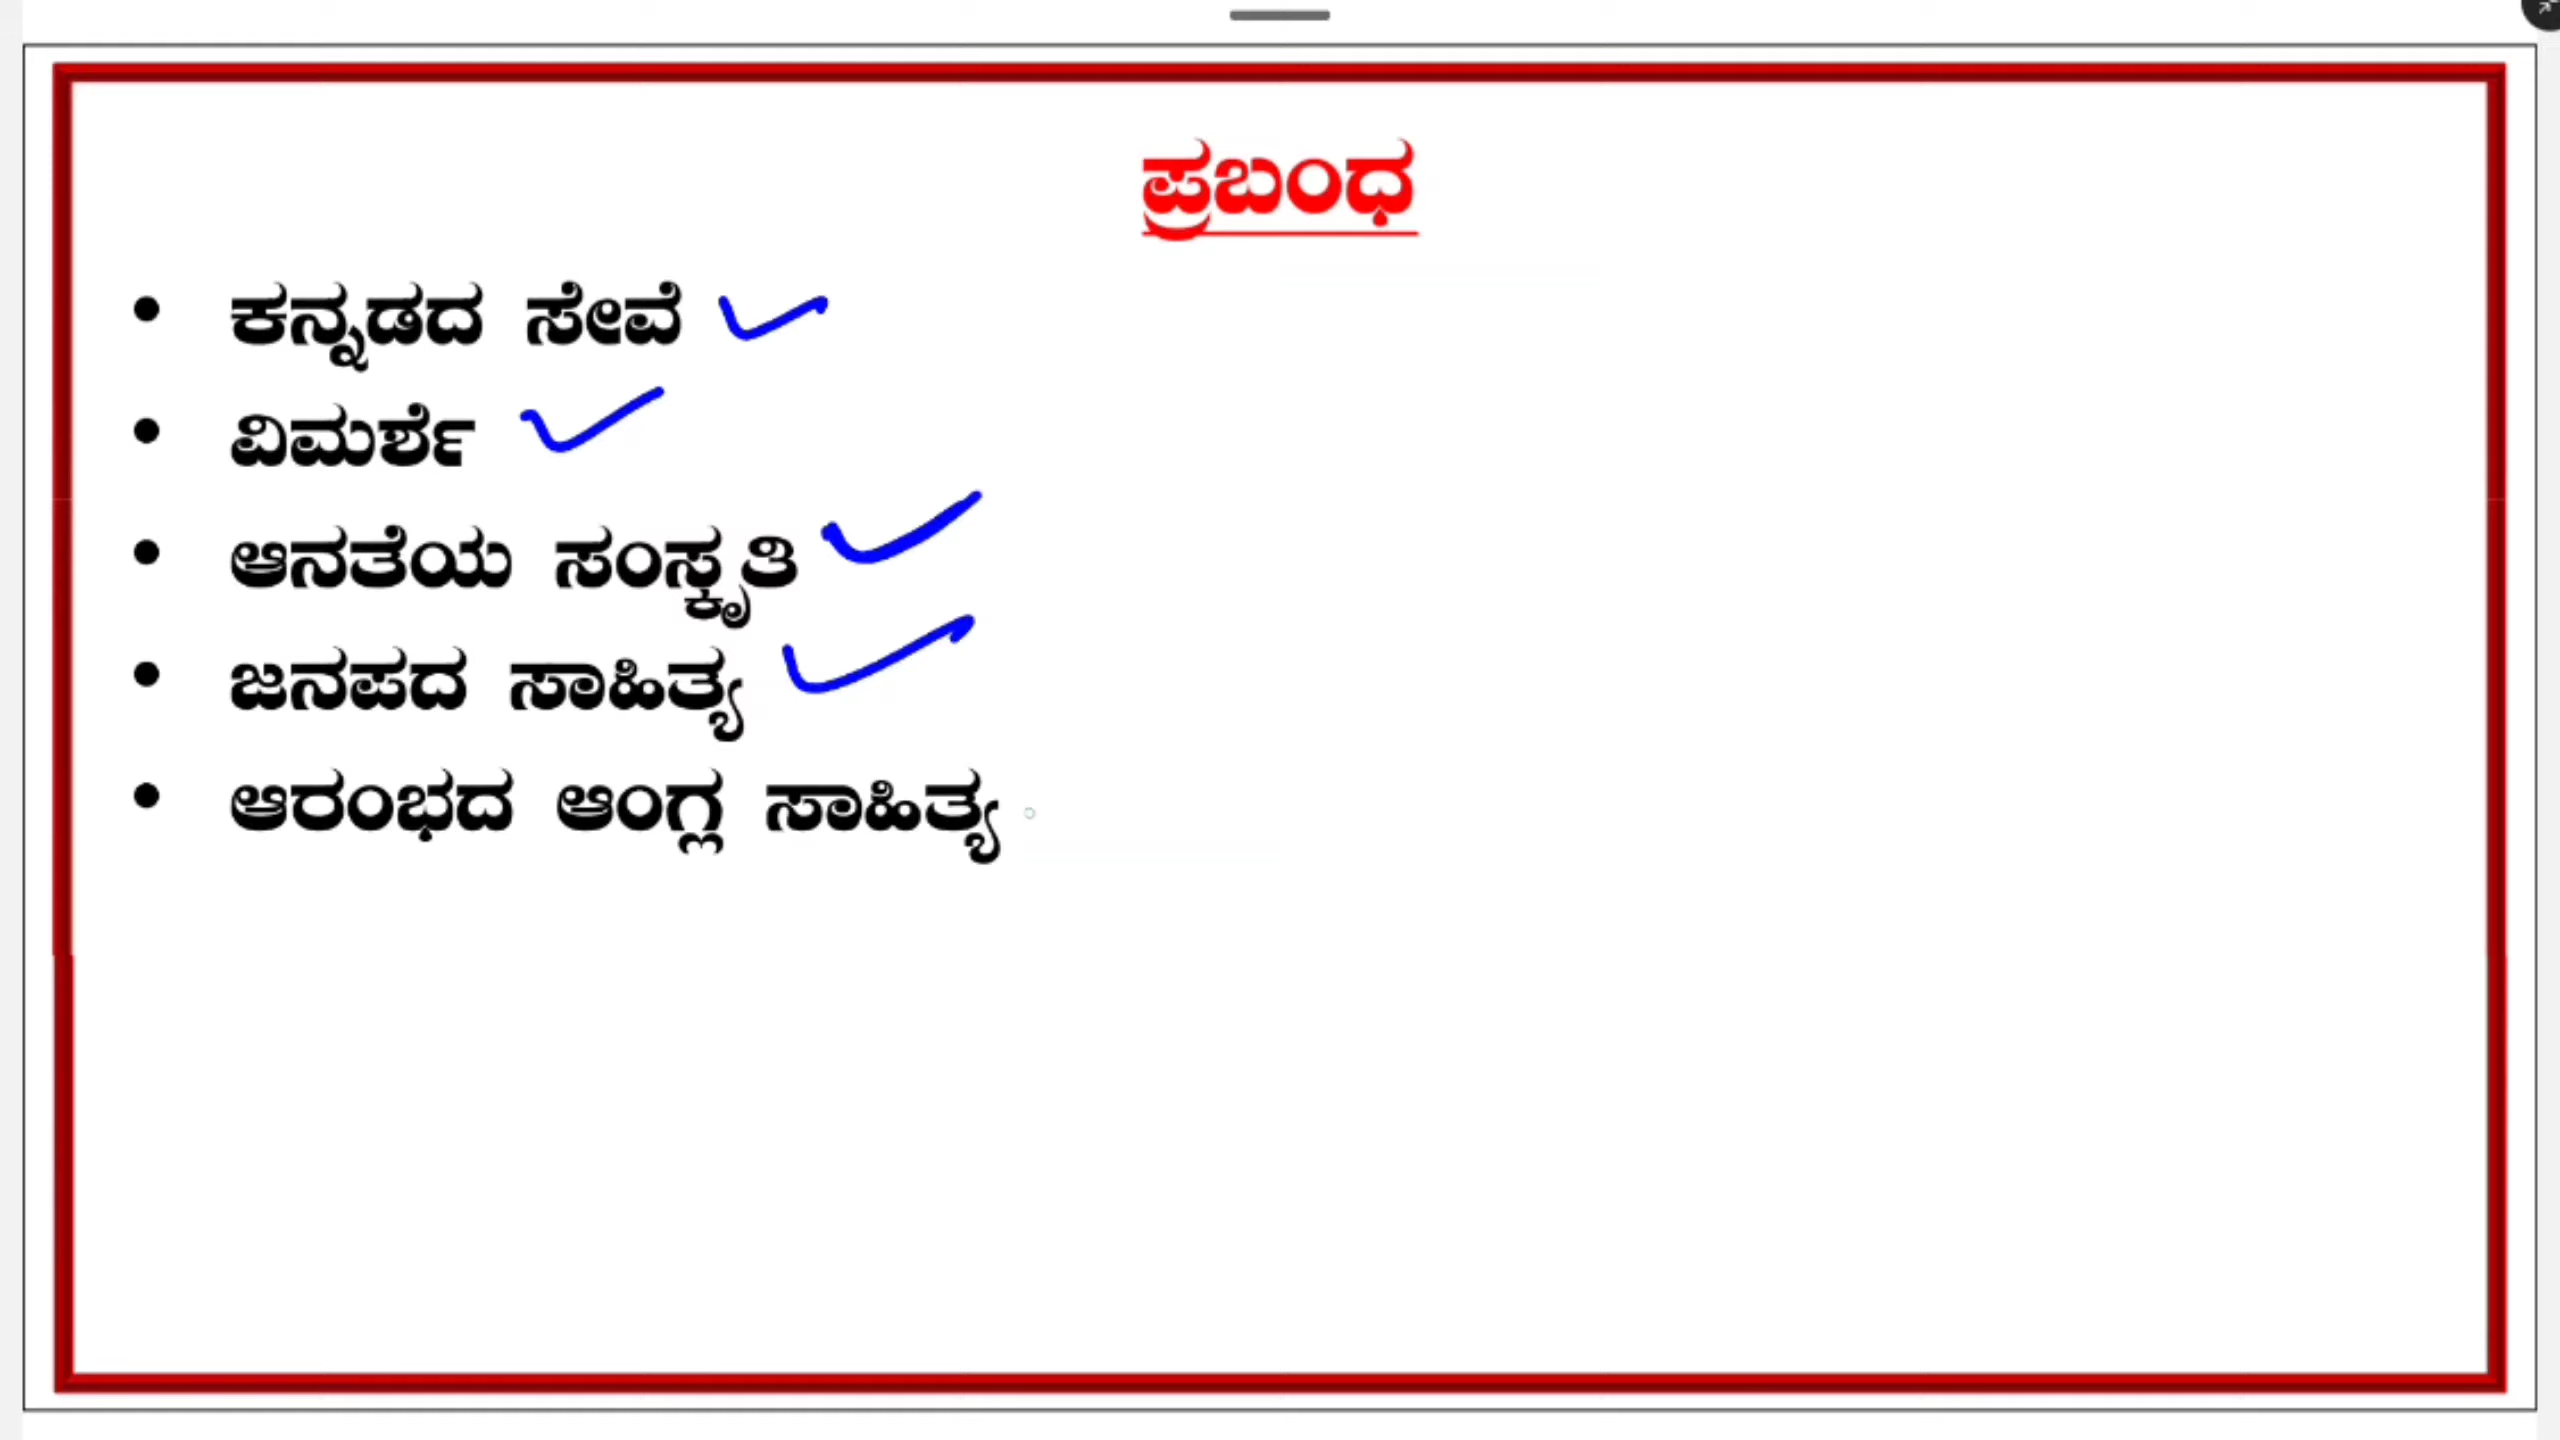 ಪ್ರಬಂಧ
• ಕನ್ನಡದ ಸೇವೆ
• ವಿಮರ್ಶೆ
• ಆನತೆಯ ಸಂಸ್ಕೃತಿ
• ಜನಪದ ಸಾಹಿತ್ಯ
• ಆರಂಭದ ಆಂಗ್ಲ ಸಾಹಿತ್ಯ